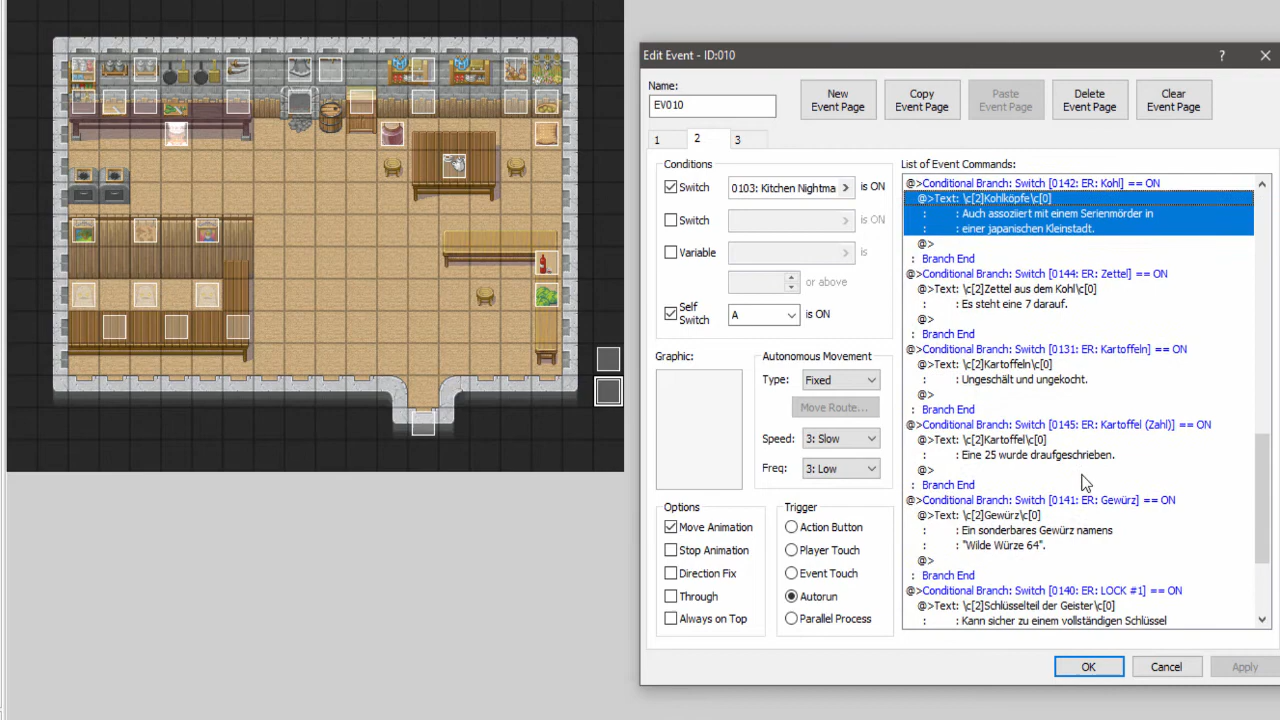 Edit Event - ID:010
?
Name:
EV010
New
Event Page
Copy
Event Page
Paste
Event Page
Delete
Event Page
Clear
Event Page
1
2
3
Conditions
Switch
0103: Kitchen Nightma
is ON
Switch
is ON
Variable
is
or above
Self
Switch
A
is ON
Graphic:
Autonomous Movement
Type:
Fixed
Move Route...
Speed:
3: Slow
Freq:
3: Low
Options
Move Animation
Stop Animation
Direction Fix
Through
Always on Top
Trigger
Action Button
Player Touch
Event Touch
Autorun
Parallel Process
List of Event Commands:
@>Conditional Branch: Switch [0142: ER: Kohl] == ON
@>Text: \c[2]Kohlköpfe\c[0]
: : Auch assoziiert mit einem Serienmörder in
: : einer japanischen Kleinstadt.
@>
: Branch End
@>Conditional Branch: Switch [0144: ER: Zettel] == ON
@>Text: \c[2]Zettel aus dem Kohl\c[0]
: : Es steht eine 7 darauf.
@>
: Branch End
@>Conditional Branch: Switch [0131: ER: Kartoffeln] == ON
@>Text: \c[2]Kartoffeln\c[0]
: : Ungeschält und ungekocht.
@>
: Branch End
@>Conditional Branch: Switch [0145: ER: Kartoffel (Zahl)] == ON
@>Text: \c[2]Kartoffel\c[0]
: : Eine 25 wurde draufgeschrieben.
@>
: Branch End
@>Conditional Branch: Switch [0141: ER: Gewürz] == ON
@>Text: \c[2]Gewürz\c[0]
: : Ein sonderbares Gewürz namens
: : "Wilde Würze 64".
@>
: Branch End
@>Conditional Branch: Switch [0140: ER: LOCK #1] == ON
@>Text: \c[2]Schlüsselteil der Geister\c[0]
: : Kann sicher zu einem vollständigen Schlüssel
OK
Cancel
Apply